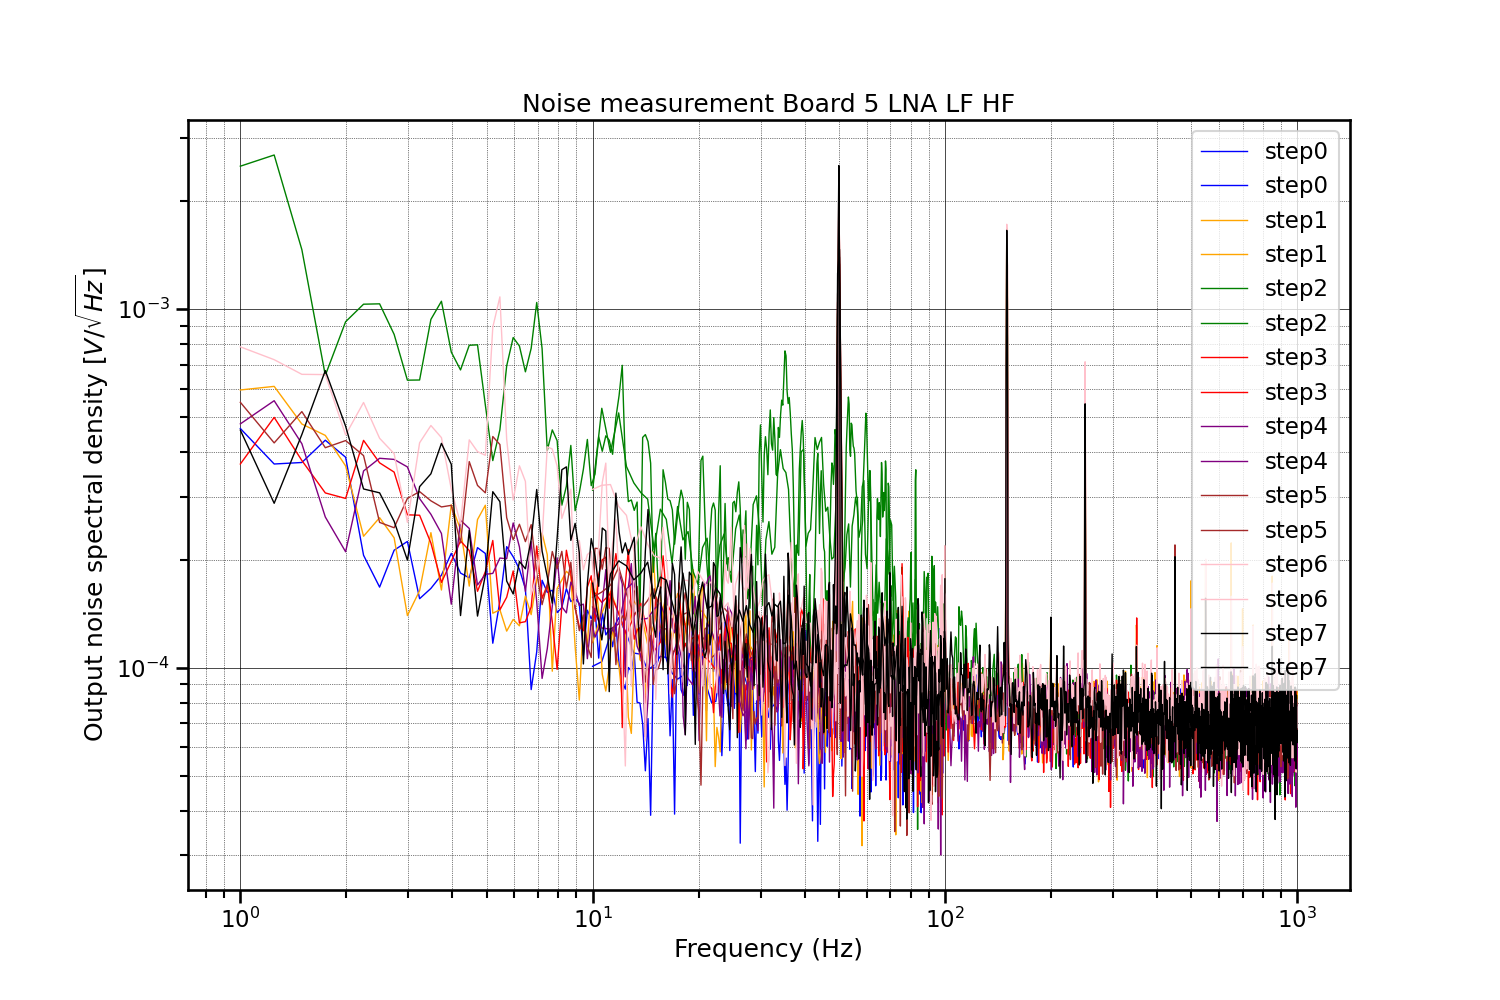 Noise measurement Board 5 LNA LF HF
Output noise spectral density [V/√Hz]
10⁻³
10⁻⁴
step0
step0
step1
step1
step2
step2
step3
step3
step4
step4
step5
step5
step6
step6
step7
step7
10⁰ 10¹ 10² 10³
Frequency (Hz)